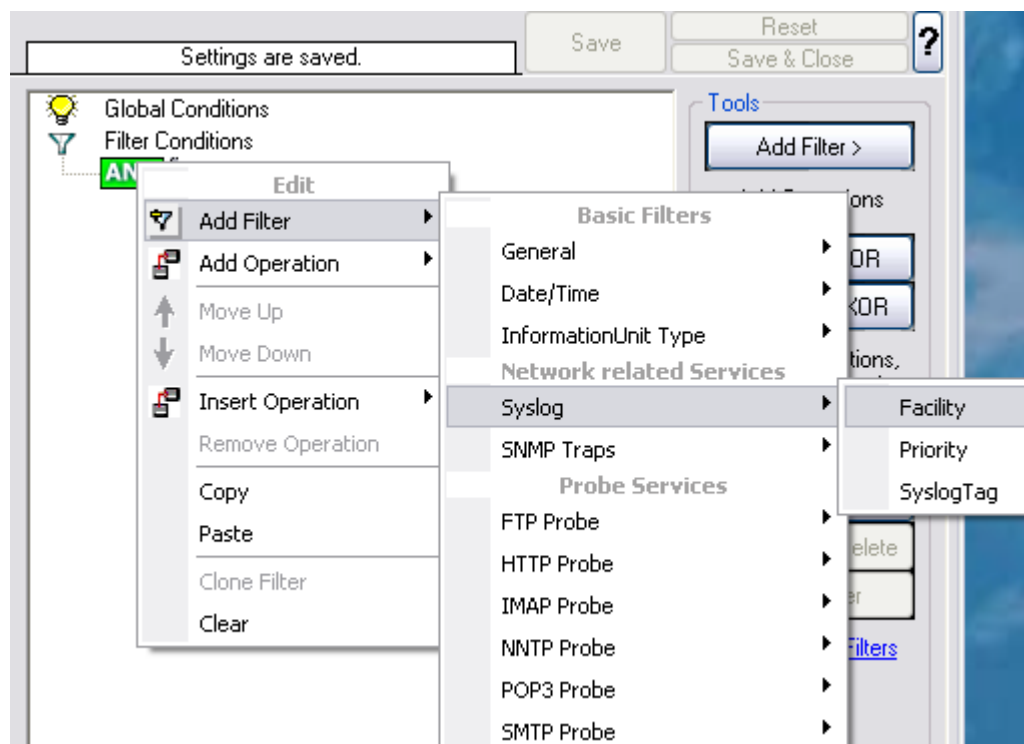 Reset
Save
?
Settings are saved.
Save & Close
Global Conditions
Filter Conditions
Tools
Add Filter >
Edit
Add Filter
Add Operation
Move Up
Move Down
Insert Operation
Remove Operation
Copy
Paste
Clone Filter
Clear
Basic Filters
General
Date/Time
InformationUnit Type
Network related Services
Syslog
SNMP Traps
Probe Services
FTP Probe
HTTP Probe
IMAP Probe
NNTP Probe
POP3 Probe
SMTP Probe
Facility
Priority
SyslogTag
OR
XOR
Filters